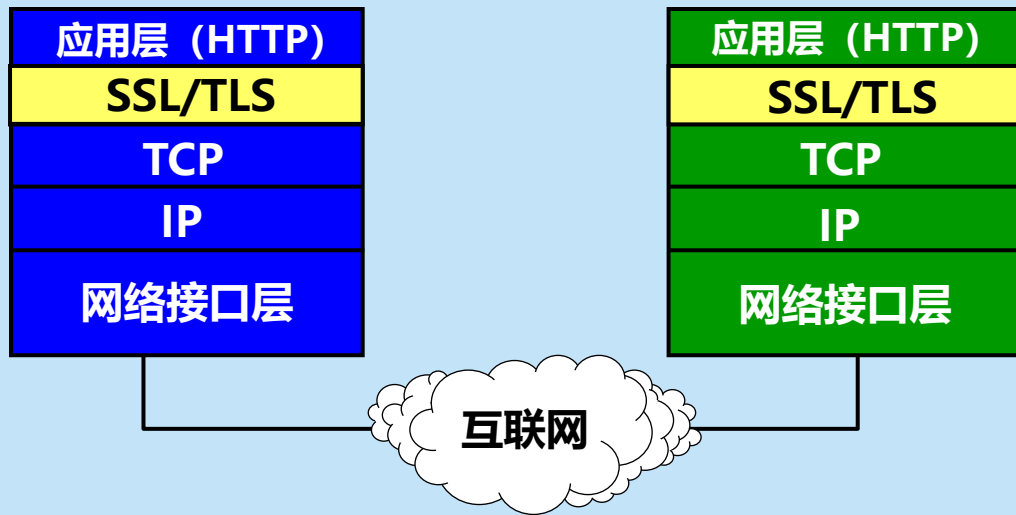 应用层（HTTP）
SSL/TLS
TCP
IP
网络接口层
应用层（HTTP）
SSL/TLS
TCP
IP
网络接口层
互联网